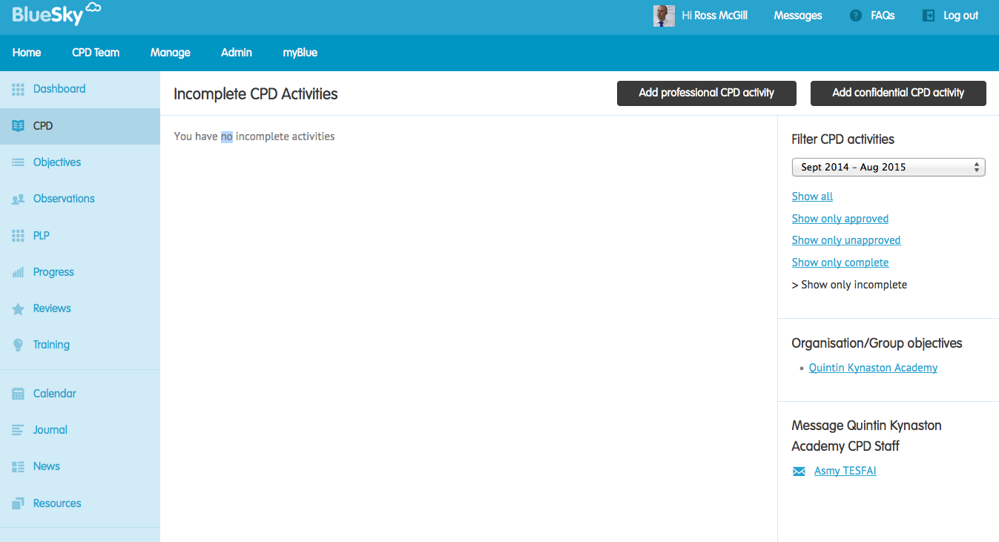 BlueSky
Hi Ross McGill
Messages
? FAQs
Log out
Home
CPD Team
Manage
Admin
myBlue
Dashboard
CPD
Objectives
Observations
PLP
Progress
Reviews
Training
Calendar
Journal
News
Resources
Incomplete CPD Activities
Add professional CPD activity
Add confidential CPD activity
You have no incomplete activities
Filter CPD activities
Sept 2014 – Aug 2015
Show all
Show only approved
Show only unapproved
Show only complete
> Show only incomplete
Organisation/Group objectives
• Quintin Kynaston Academy
Message Quintin Kynaston
Academy CPD Staff
Asmy TESFAI